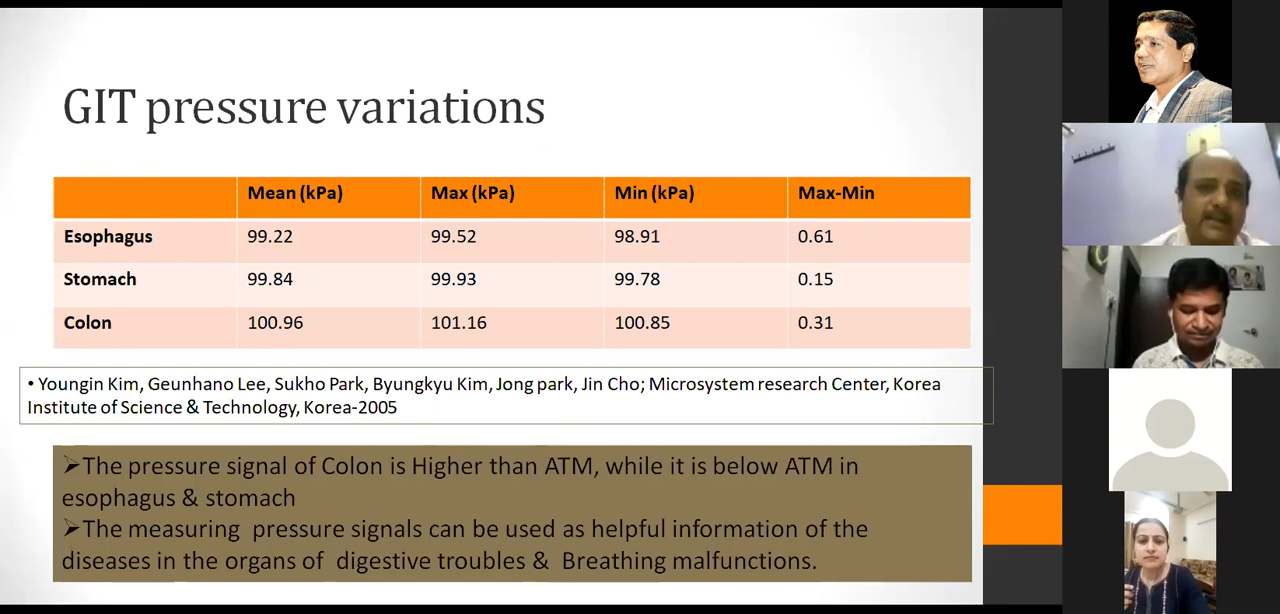 GIT pressure variations
Mean (kPa) Max (kPa) Min (kPa) Max-Min
Esophagus 99.22 99.52 98.91 0.61
Stomach 99.84 99.93 99.78 0.15
Colon 100.96 101.16 100.85 0.31
• Youngin Kim, Geunhano Lee, Sukho Park, Byungkyu Kim, Jong park, Jin Cho; Microsystem research Center, Korea
Institute of Science & Technology, Korea-2005
➢The pressure signal of Colon is Higher than ATM, while it is below ATM in
esophagus & stomach
➢The measuring pressure signals can be used as helpful information of the
diseases in the organs of digestive troubles & Breathing malfunctions.